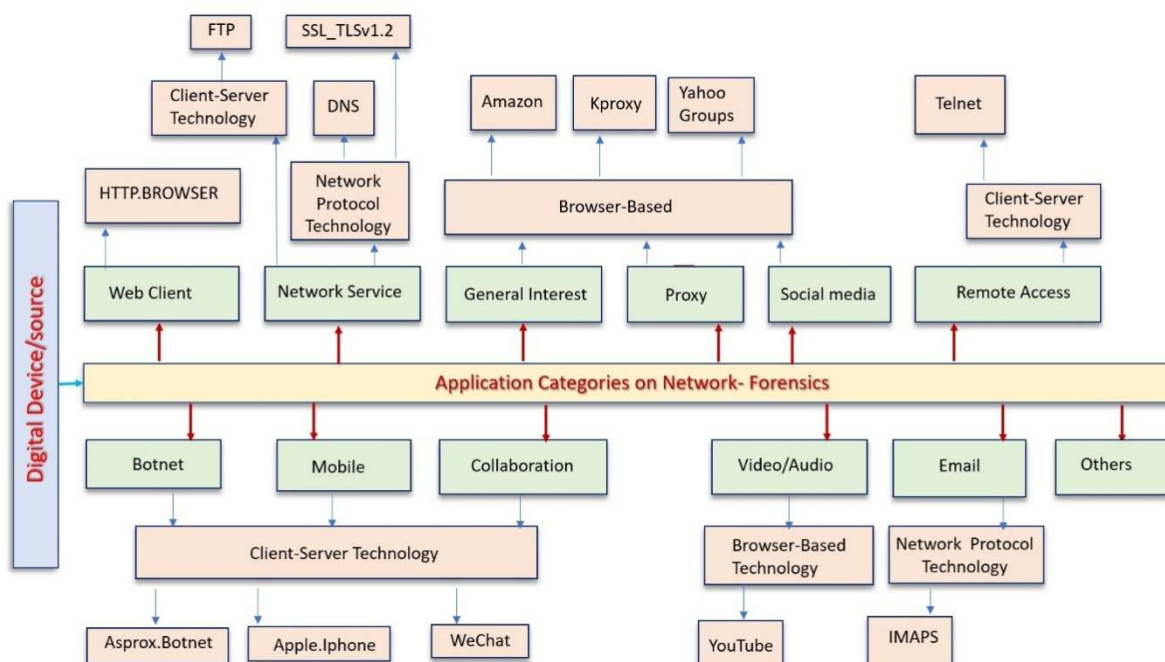 FTP
SSL_TLSv1.2
Client-Server
Technology
DNS
Amazon
Kproxy
Yahoo
Groups
Telnet
HTTP.BROWSER
Network
Protocol
Technology
Browser-Based
Client-Server
Technology
Web Client
Network Service
General Interest
Proxy
Social media
Remote Access
Digital Device/source
Application Categories on Network- Forensics
Botnet
Mobile
Collaboration
Video/Audio
Email
Others
Client-Server Technology
Browser-Based
Technology
Network Protocol
Technology
Asprox.Botnet
Apple.Iphone
WeChat
YouTube
IMAPS